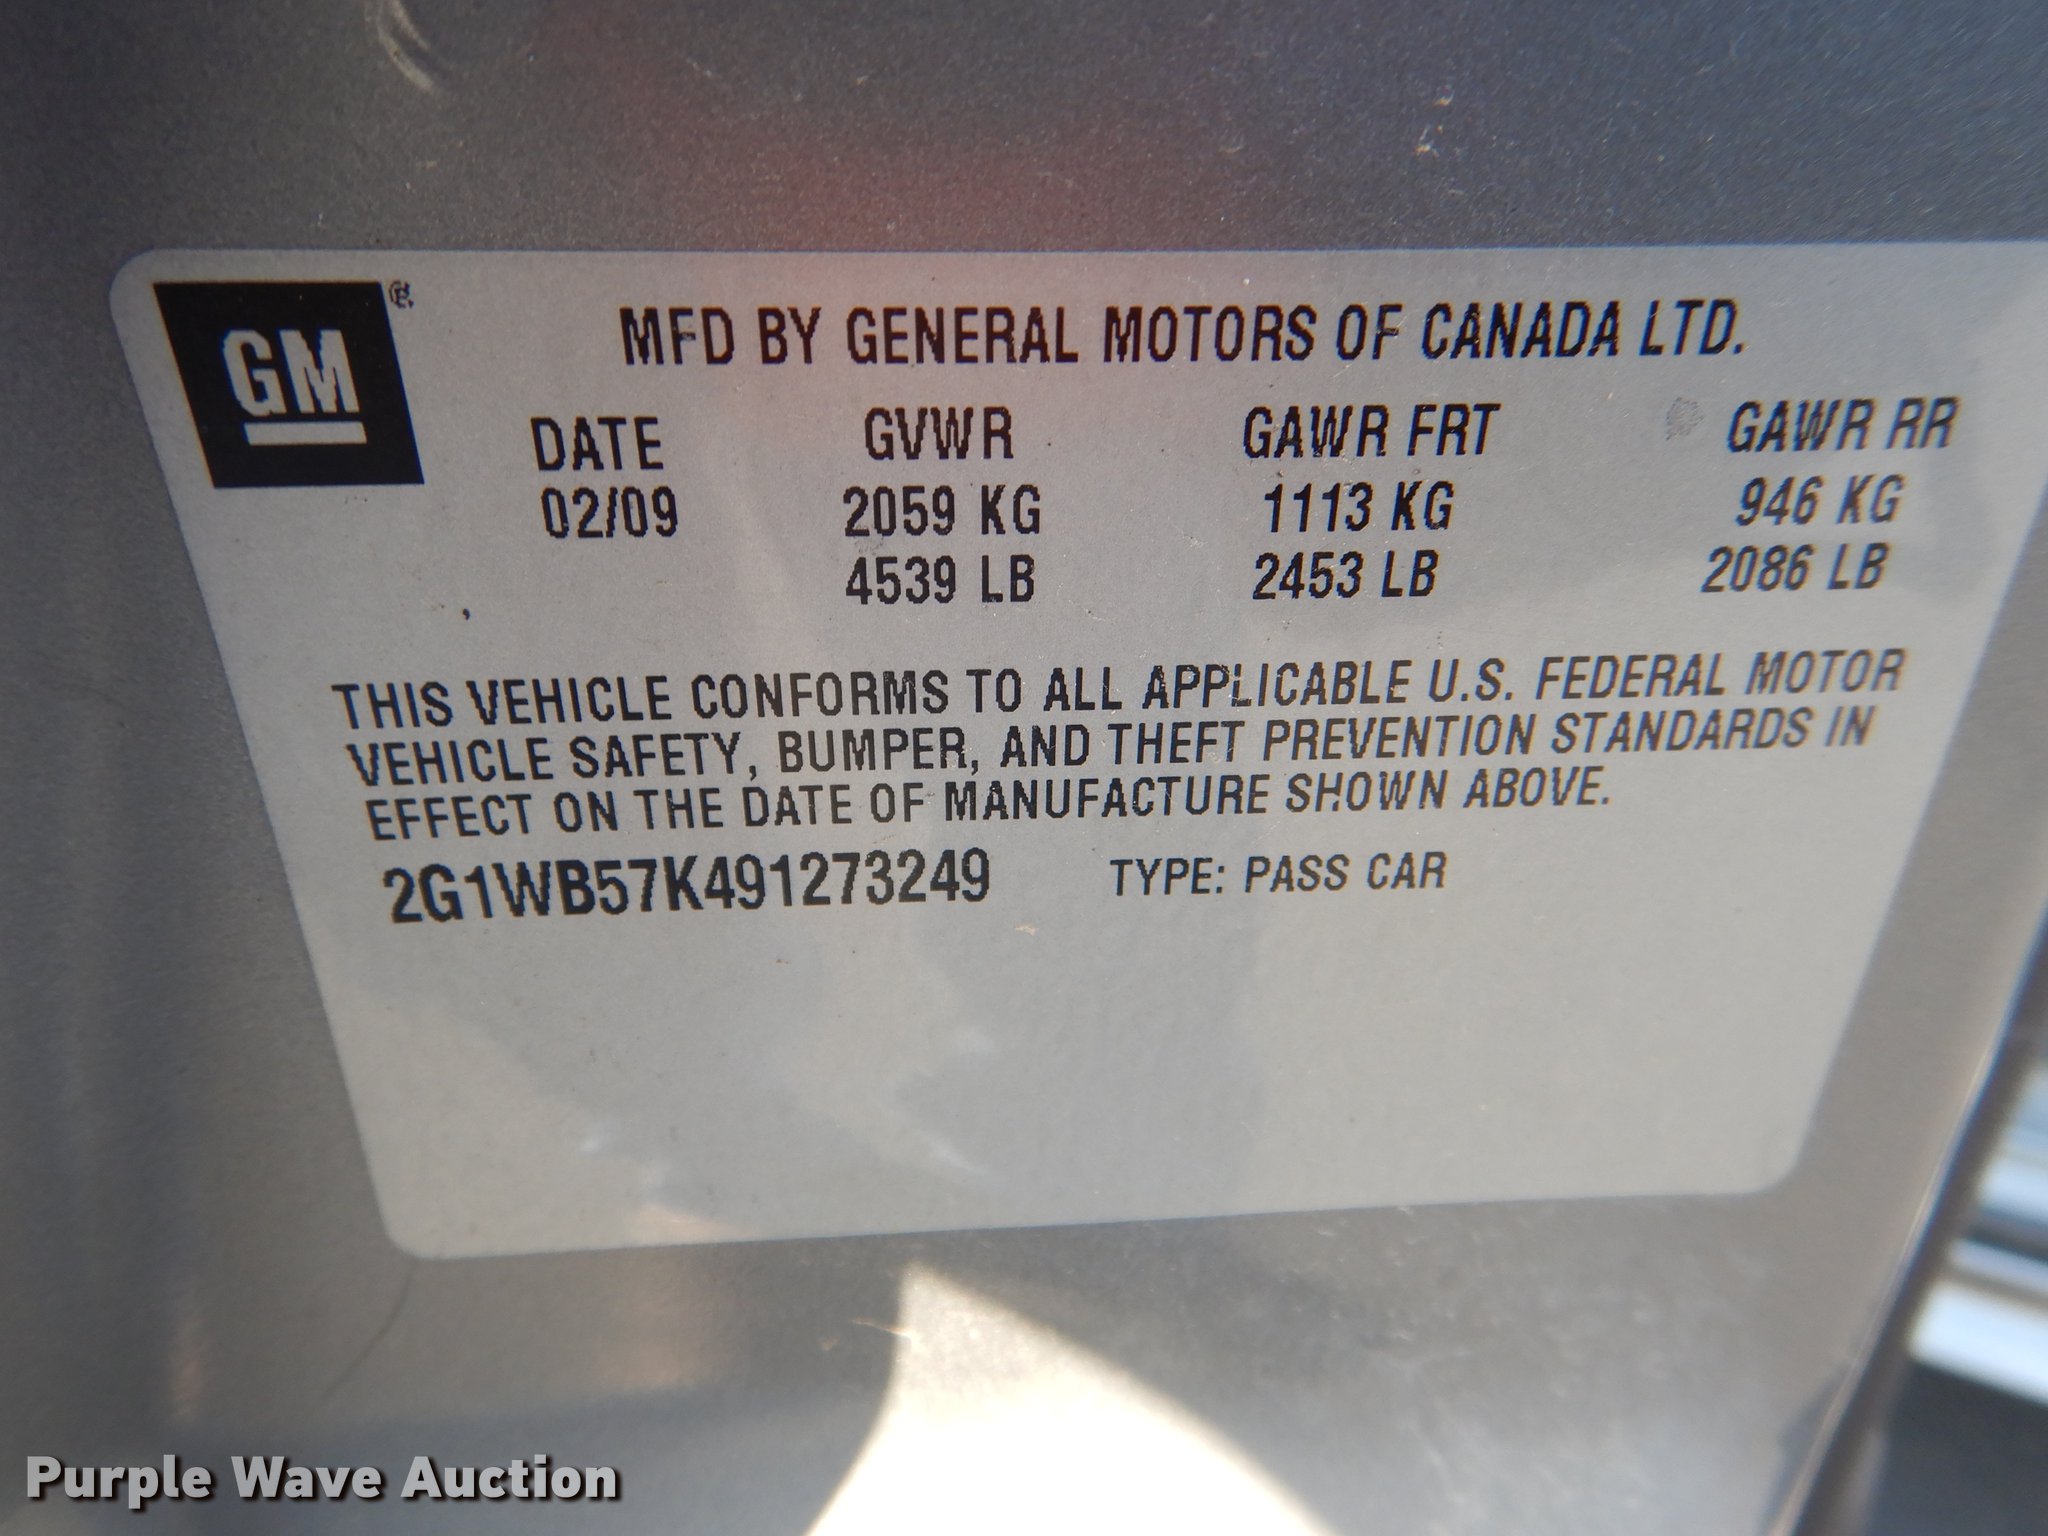 GM
®
MFD BY GENERAL MOTORS OF CANADA LTD.
DATE GVWR GAWR FRT GAWR RR
02/09 2059 KG 1113 KG 946 KG
4539 LB 2453 LB 2086 LB
THIS VEHICLE CONFORMS TO ALL APPLICABLE U.S. FEDERAL MOTOR
VEHICLE SAFETY, BUMPER, AND THEFT PREVENTION STANDARDS IN
EFFECT ON THE DATE OF MANUFACTURE SHOWN ABOVE.
2G1WB57K491273249 TYPE: PASS CAR
Purple Wave Auction